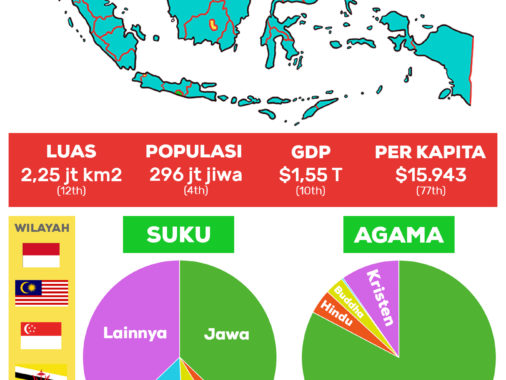 LUAS
2,25 jt km2
(12th)
POPULASI
296 jt jiwa
(4th)
GDP
$1,55 T
(10th)
PER KAPITA
$15.943
(77th)
WILAYAH
SUKU
AGAMA
Lainnya
Jawa
Kristen
Buddha
Hindu